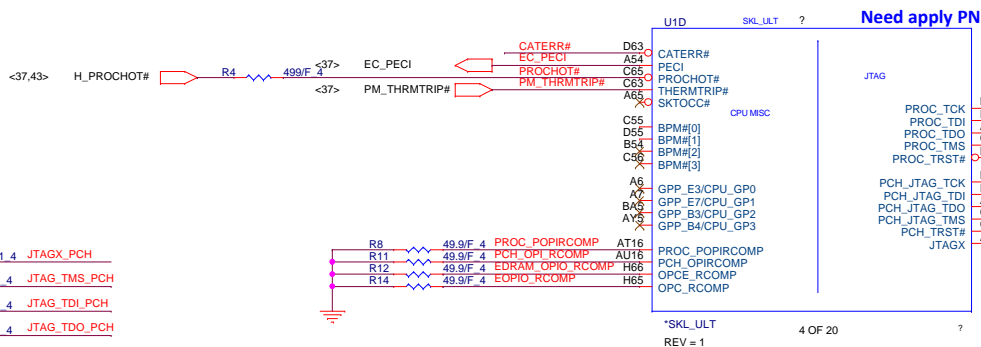 U1D SKL_ULT ? Need apply PN
CATERR# D63 CATERR#
<37> EC_PECI EC_PECI A54 PECI JTAG
<37,43> H_PROCHOT# R4 499/F_4 PROCHOT# C65 PROCHOT#
<37> PM_THRMTRIP# PM_THRMTRIP# C63 THERMTRIP#
A65 SKTOCC#
CPU MISC
PROC_TCK
C55 BPM#[0] PROC_TDI
D55 BPM#[1] PROC_TDO
B54 BPM#[2] PROC_TMS
C56 BPM#[3] PROC_TRST#
A6 GPP_E3/CPU_GP0 PCH_JTAG_TCK
A7 GPP_E7/CPU_GP1 PCH_JTAG_TDI
BA5 GPP_B3/CPU_GP2 PCH_JTAG_TDO
AY5 GPP_B4/CPU_GP3 PCH_JTAG_TMS
PCH_TRST#
JTAGX
R8 49.9/F_4 PROC_POPIRCOMP AT16 PROC_POPIRCOMP
R11 49.9/F_4 PCH_OPI_RCOMP AU16 PCH_OPIRCOMP
R12 49.9/F_4 EDRAM_OPIO_RCOMP H66 OPCE_RCOMP
R14 49.9/F_4 EOPIO_RCOMP H65 OPC_RCOMP
1_4 JTAGX_PCH
_4 JTAG_TMS_PCH
_4 JTAG_TDI_PCH
_4 JTAG_TDO_PCH
*SKL_ULT 4 OF 20 ?
REV = 1